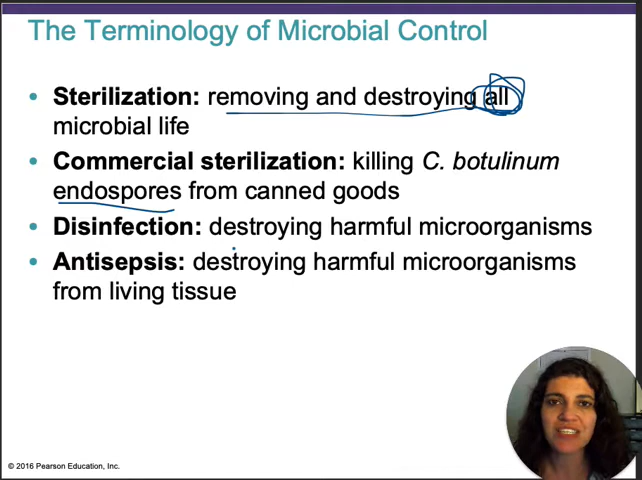 The Terminology of Microbial Control
• Sterilization: removing and destroying all
microbial life
• Commercial sterilization: killing C. botulinum
endospores from canned goods
• Disinfection: destroying harmful microorganisms
• Antisepsis: destroying harmful microorganisms
from living tissue
© 2016 Pearson Education, Inc.